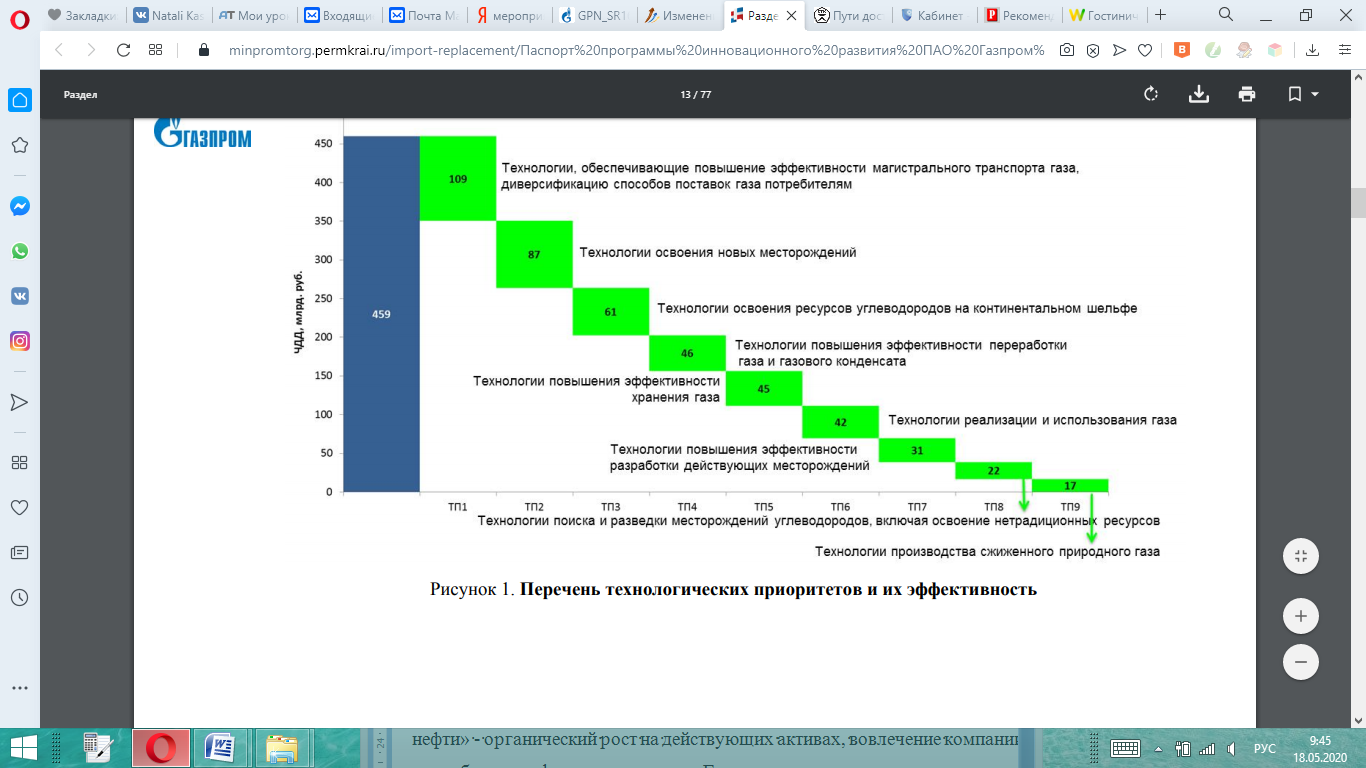 Закладки
Natali Kaz
Мои уро
Входящи
Почта Ma
меропри
GPN_SR1
Изменен
Разде
Пути дос
Кабинет
Рекомен
Гостинич
minpromtorg.permkrai.ru/import-replacement/Паспорт%20программы%20инновационного%20развития%20ПАО%20Газпром%
Раздел
13 / 77
ГАЗПРОМ
ЧДД, млрд. руб.
450
400
350
300
250
200
150
100
50
0
459
109
Технологии, обеспечивающие повышение эффективности магистрального транспорта газа,
диверсификацию способов поставок газа потребителям
87
Технологии освоения новых месторождений
61
Технологии освоения ресурсов углеводородов на континентальном шельфе
46
Технологии повышения эффективности переработки
газа и газового конденсата
Технологии повышения эффективности
хранения газа
45
42
Технологии реализации и использования газа
Технологии повышения эффективности
разработки действующих месторождений
31
22
17
ТП1 ТП2 ТП3 ТП4 ТП5 ТП6 ТП7 ТП8 ТП9
Технологии поиска и разведки месторождений углеводородов, включая освоение нетрадиционных ресурсов
Технологии производства сжиженного природного газа
Рисунок 1. Перечень технологических приоритетов и их эффективность
нефти» - органический рост на действующих активах, вовлечение компании
РУС
9:45
18.05.2020